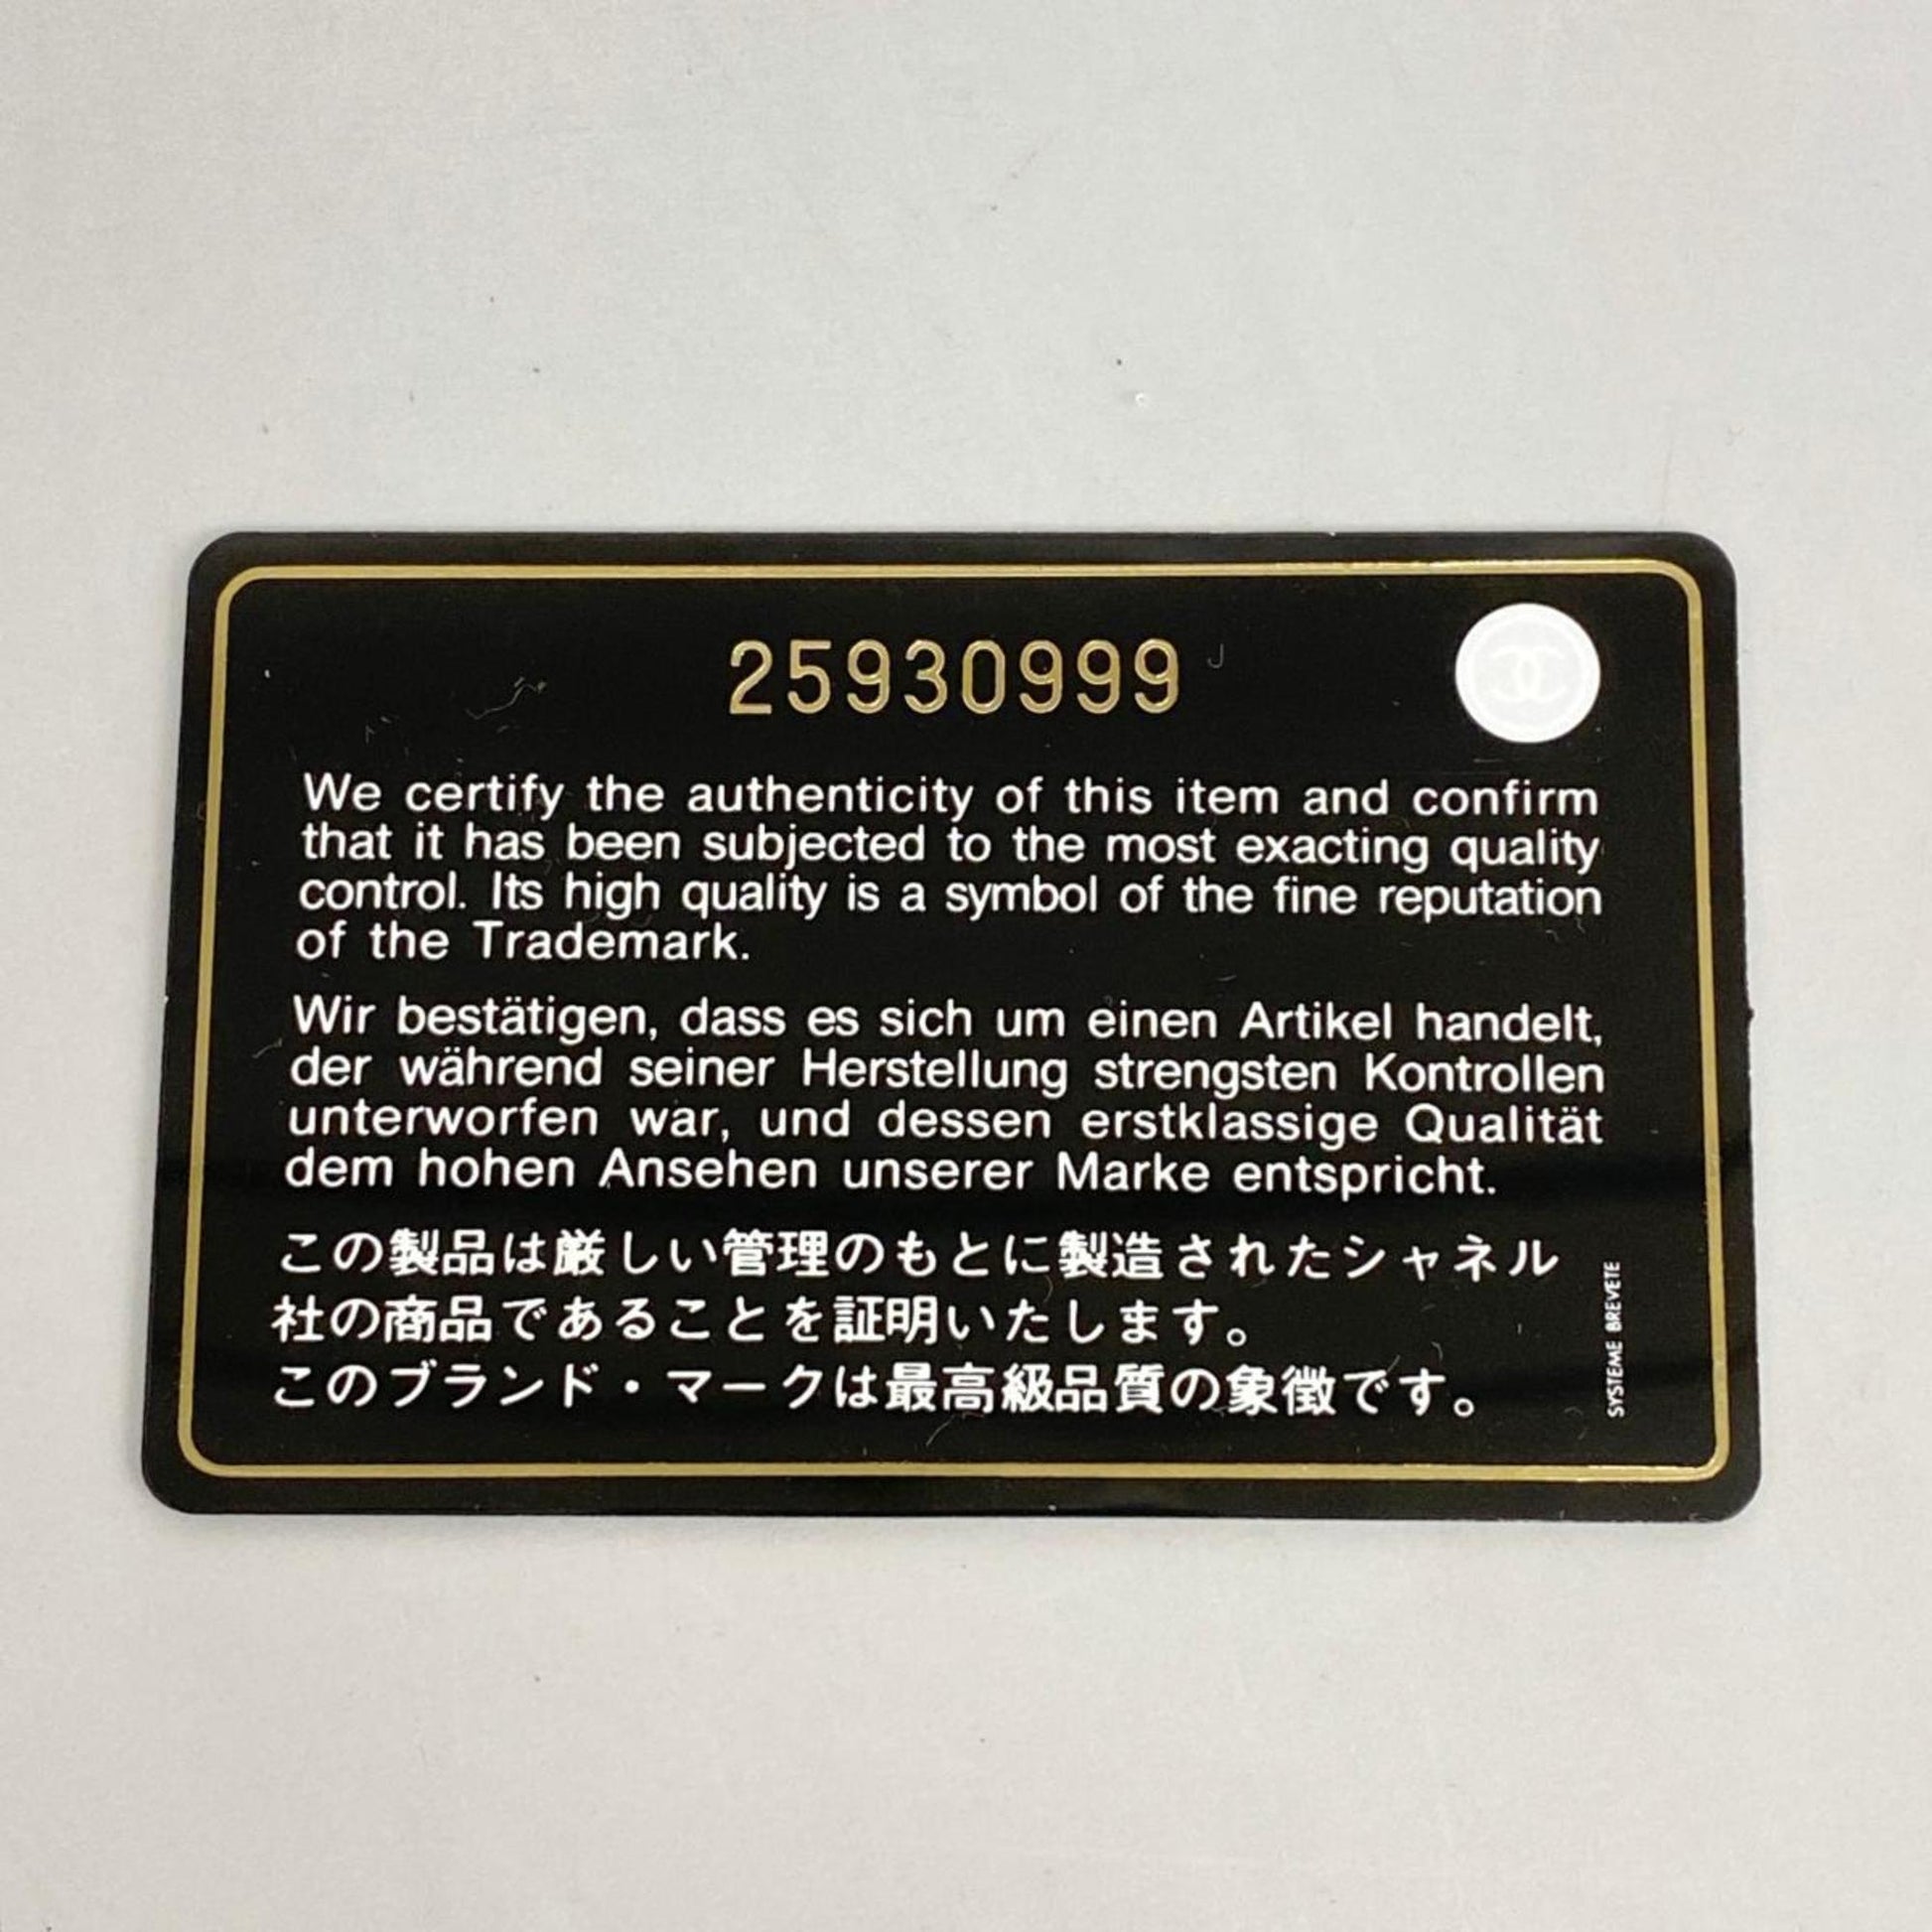 25930999
We certify the authenticity of this item and confirm
that it has been subjected to the most exacting quality
control. Its high quality is a symbol of the fine reputation
of the Trademark.
Wir bestätigen, dass es sich um einen Artikel handelt,
der während seiner Herstellung strengsten Kontrollen
unterworfen war, und dessen erstklassige Qualität
dem hohen Ansehen unserer Marke entspricht.
この製品は厳しい管理のもとに製造されたシャネル
社の商品であることを証明いたします。
このブランド・マークは最高級品質の象徴です。
SYSTEME BREVETE